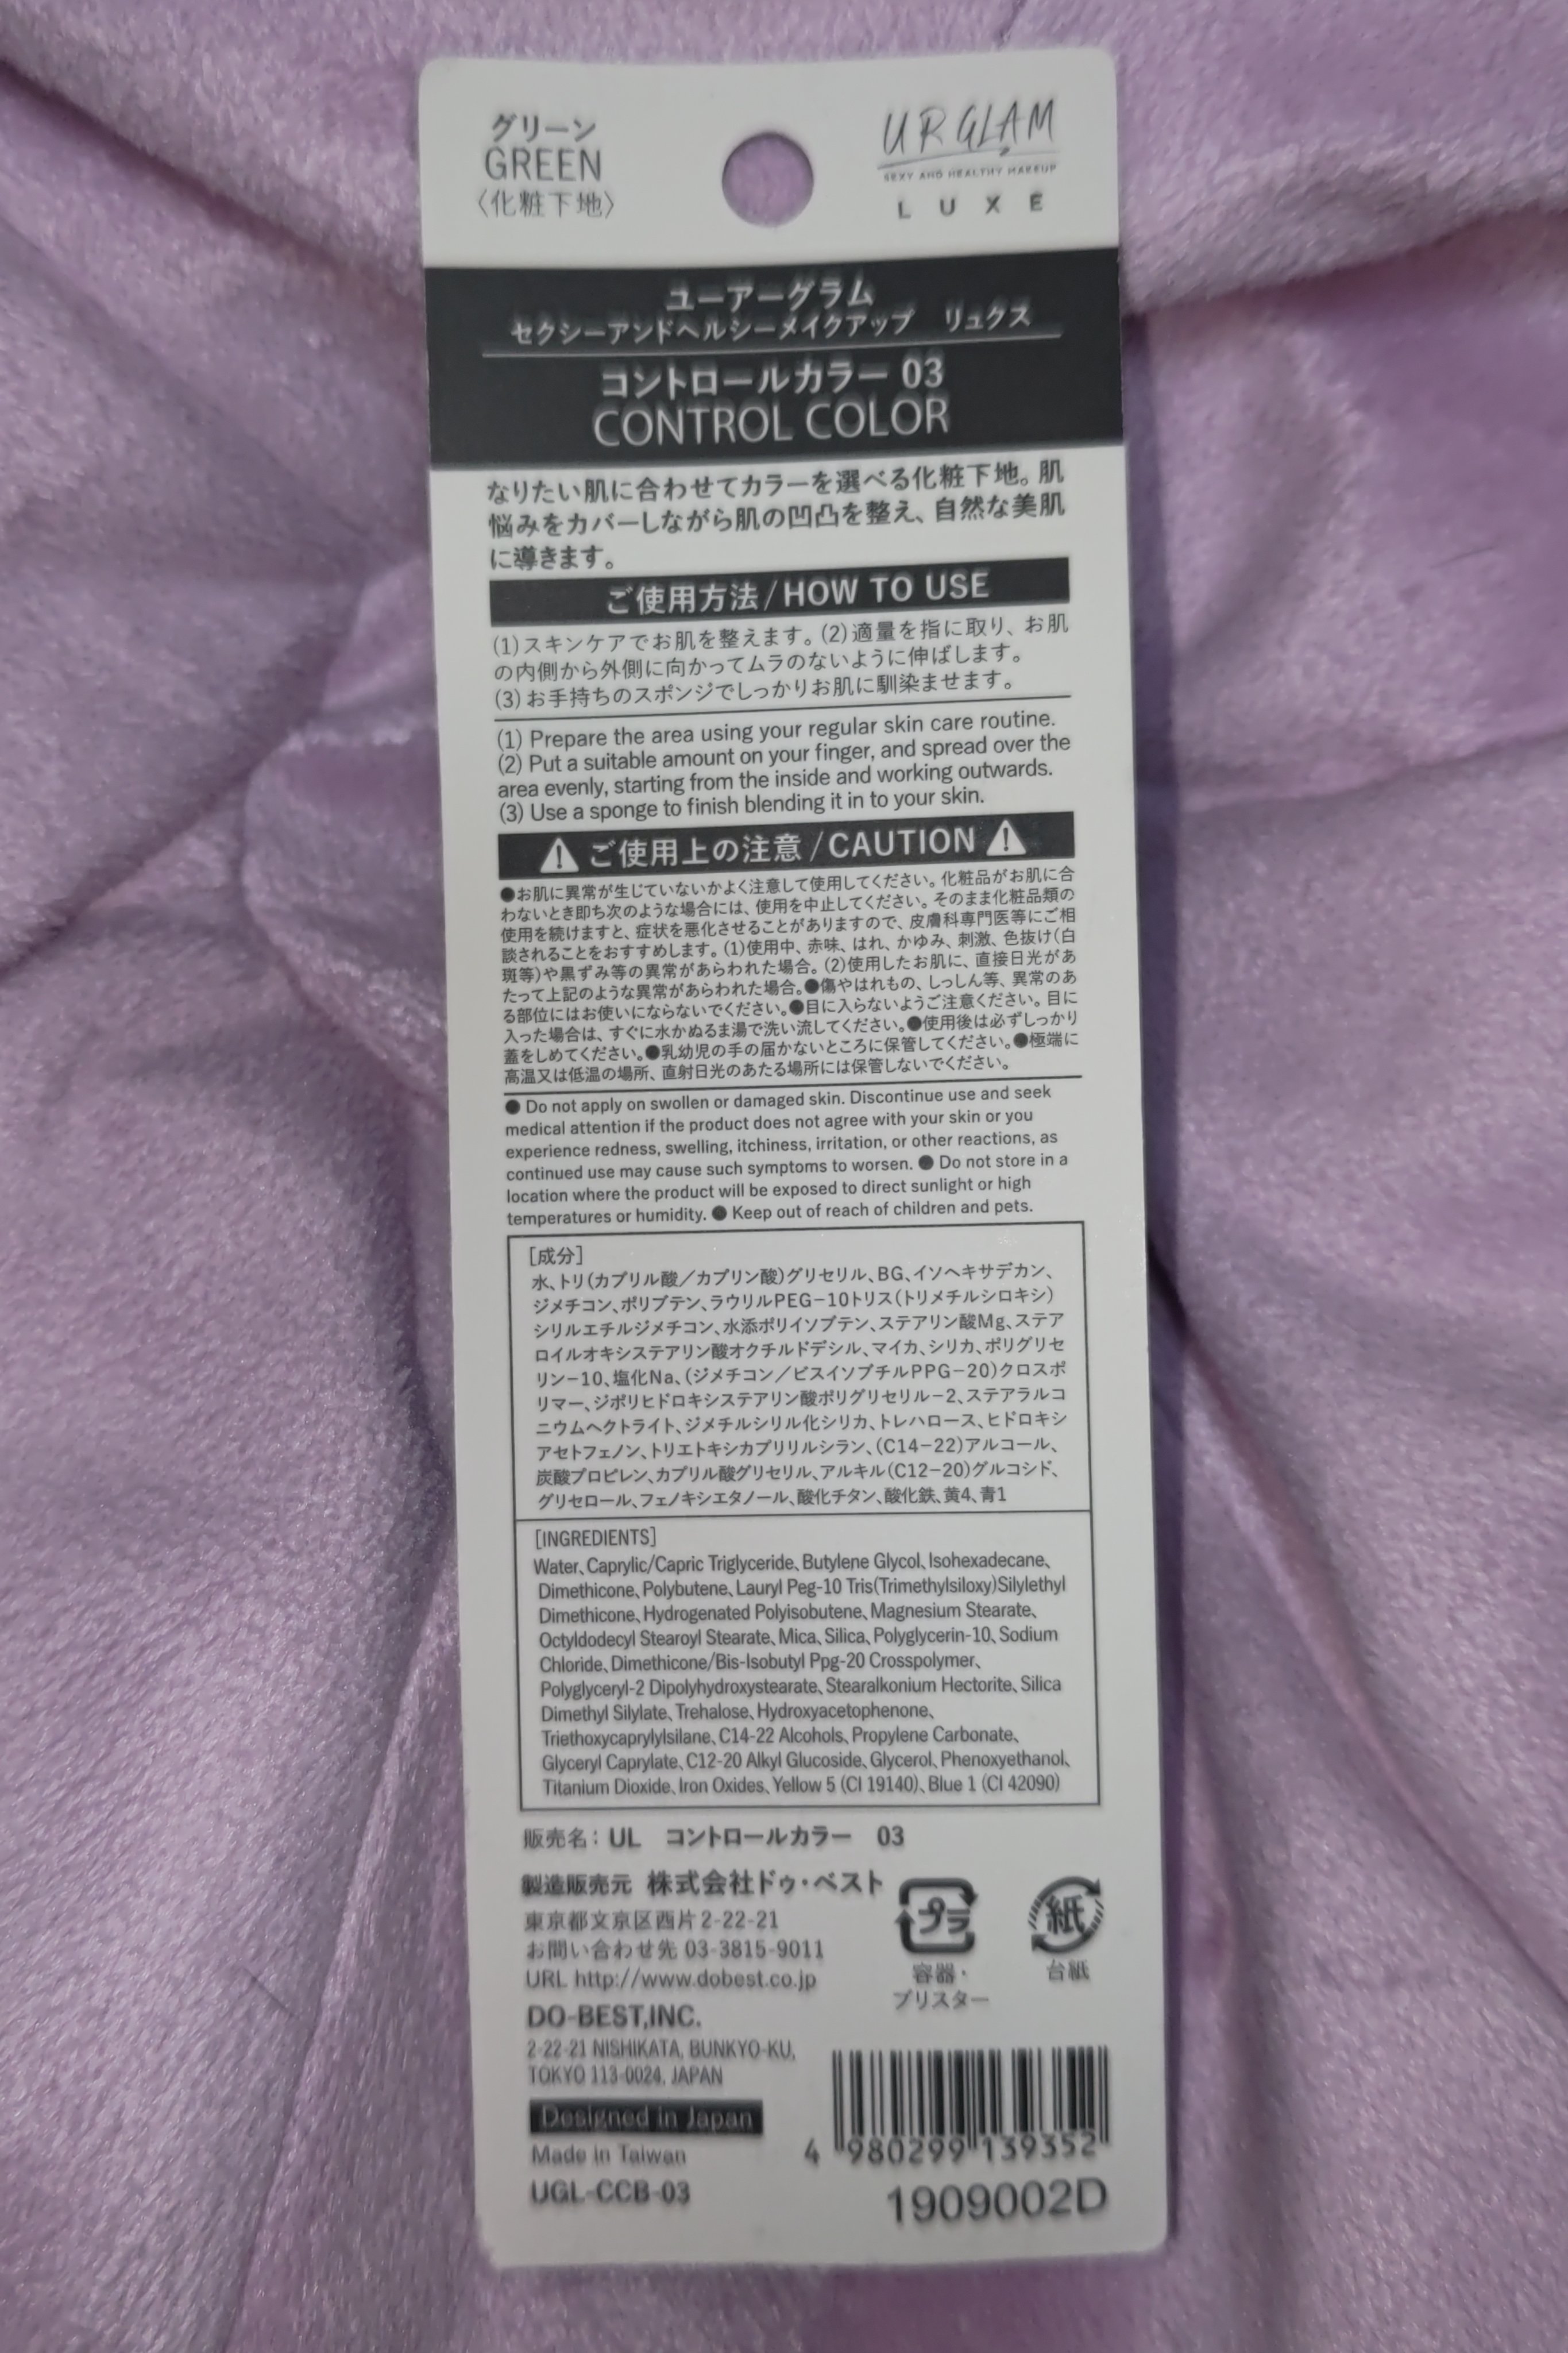 グリーン
GREEN
〈化粧下地〉
URGLAM
SEXY AND HEALTHY MAKEUP
LUXE
ユーアーグラム
セクシーアンドヘルシーメイクアップ　リュクス
コントロールカラー 03
CONTROL COLOR
なりたい肌に合わせてカラーを選べる化粧下地。肌
悩みをカバーしながら肌の凹凸を整え、自然な美肌
に導きます。
ご使用方法/HOW TO USE
(1)スキンケアでお肌を整えます。(2)適量を指に取り、お肌
の内側から外側に向かってムラのないように伸ばします。
(3)お手持ちのスポンジでしっかりお肌に馴染ませます。
(1) Prepare the area using your regular skin care routine.
(2) Put a suitable amount on your finger, and spread over the
area evenly, starting from the inside and working outwards.
(3) Use a sponge to finish blending it in to your skin.
ご使用上の注意/CAUTION
●お肌に異常が生じていないかよく注意して使用してください。化粧品がお肌に合
わないとき即ち次のような場合には、使用を中止してください。そのまま化粧品類の
使用を続けますと、症状を悪化させることがありますので、皮膚科専門医等にご相
談されることをおすすめします。(1)使用中、赤味、はれ、かゆみ、刺激、色抜け(白
斑等)や黒ずみ等の異常があらわれた場合。(2)使用したお肌に、直接日光があ
たって上記のような異常があらわれた場合。●傷やはれもの、しっしん等、異常のあ
る部位にはお使いにならないでください。●目に入らないようご注意ください。目に
入った場合は、すぐに水かぬるま湯で洗い流してください。●使用後は必ずしっかり
蓋をしめてください。●乳幼児の手の届かないところに保管してください。●極端に
高温又は低温の場所、直射日光のあたる場所には保管しないでください。
● Do not apply on swollen or damaged skin. Discontinue use and seek
medical attention if the product does not agree with your skin or you
experience redness, swelling, itchiness, irritation, or other reactions, as
continued use may cause such symptoms to worsen. ● Do not store in a
location where the product will be exposed to direct sunlight or high
temperatures or humidity. ● Keep out of reach of children and pets.
[成分]
水、トリ(カプリル酸／カプリン酸)グリセリル、BG、イソヘキサデカン、
ジメチコン、ポリブテン、ラウリルPEG-10トリス(トリメチルシロキシ)
シリルエチルジメチコン、水添ポリイソブテン、ステアリン酸Mg、ステア
ロイルオキシステアリン酸オクチルドデシル、マイカ、シリカ、ポリグリセ
リン-10、塩化Na、(ジメチコン／ビスイソブチルPPG-20)クロスポ
リマー、ジポリヒドロキシステアリン酸ポリグリセリル-2、ステアラルコ
ニウムヘクトライト、ジメチルシリル化シリカ、トレハロース、ヒドロキシ
アセトフェノン、トリエトキシカプリリルシラン、(C14-22)アルコール、
炭酸プロピレン、カプリル酸グリセリル、アルキル(C12-20)グルコシド、
グリセロール、フェノキシエタノール、酸化チタン、酸化鉄、黄4、青1
[INGREDIENTS]
Water、Caprylic/Capric Triglyceride、Butylene Glycol、Isohexadecane、
Dimethicone、Polybutene、Lauryl Peg-10 Tris(Trimethylsiloxy)Silylethyl
Dimethicone、Hydrogenated Polyisobutene、Magnesium Stearate、
Octyldodecyl Stearoyl Stearate、Mica、Silica、Polyglycerin-10、Sodium
Chloride、Dimethicone/Bis-Isobutyl Ppg-20 Crosspolymer、
Polyglyceryl-2 Dipolyhydroxystearate、Stearalkonium Hectorite、Silica
Dimethyl Silylate、Trehalose、Hydroxyacetophenone、
Triethoxycaprylylsilane、C14-22 Alcohols、Propylene Carbonate、
Glyceryl Caprylate、C12-20 Alkyl Glucoside、Glycerol、Phenoxyethanol、
Titanium Dioxide、Iron Oxides、Yellow 5 (CI 19140)、Blue 1 (CI 42090)
販売名：UL　コントロールカラー　03
製造販売元 株式会社ドゥ・ベスト
東京都文京区西片2-22-21
お問い合わせ先 03-3815-9011
URL http://www.dobest.co.jp
DO-BEST,INC.
2-22-21 NISHIKATA, BUNKYO-KU,
TOKYO 113-0024, JAPAN
Designed in Japan
Made in Taiwan
UGL-CCB-03
プラ
容器・
ブリスター
紙
台紙
4 980299 139352
1909002D